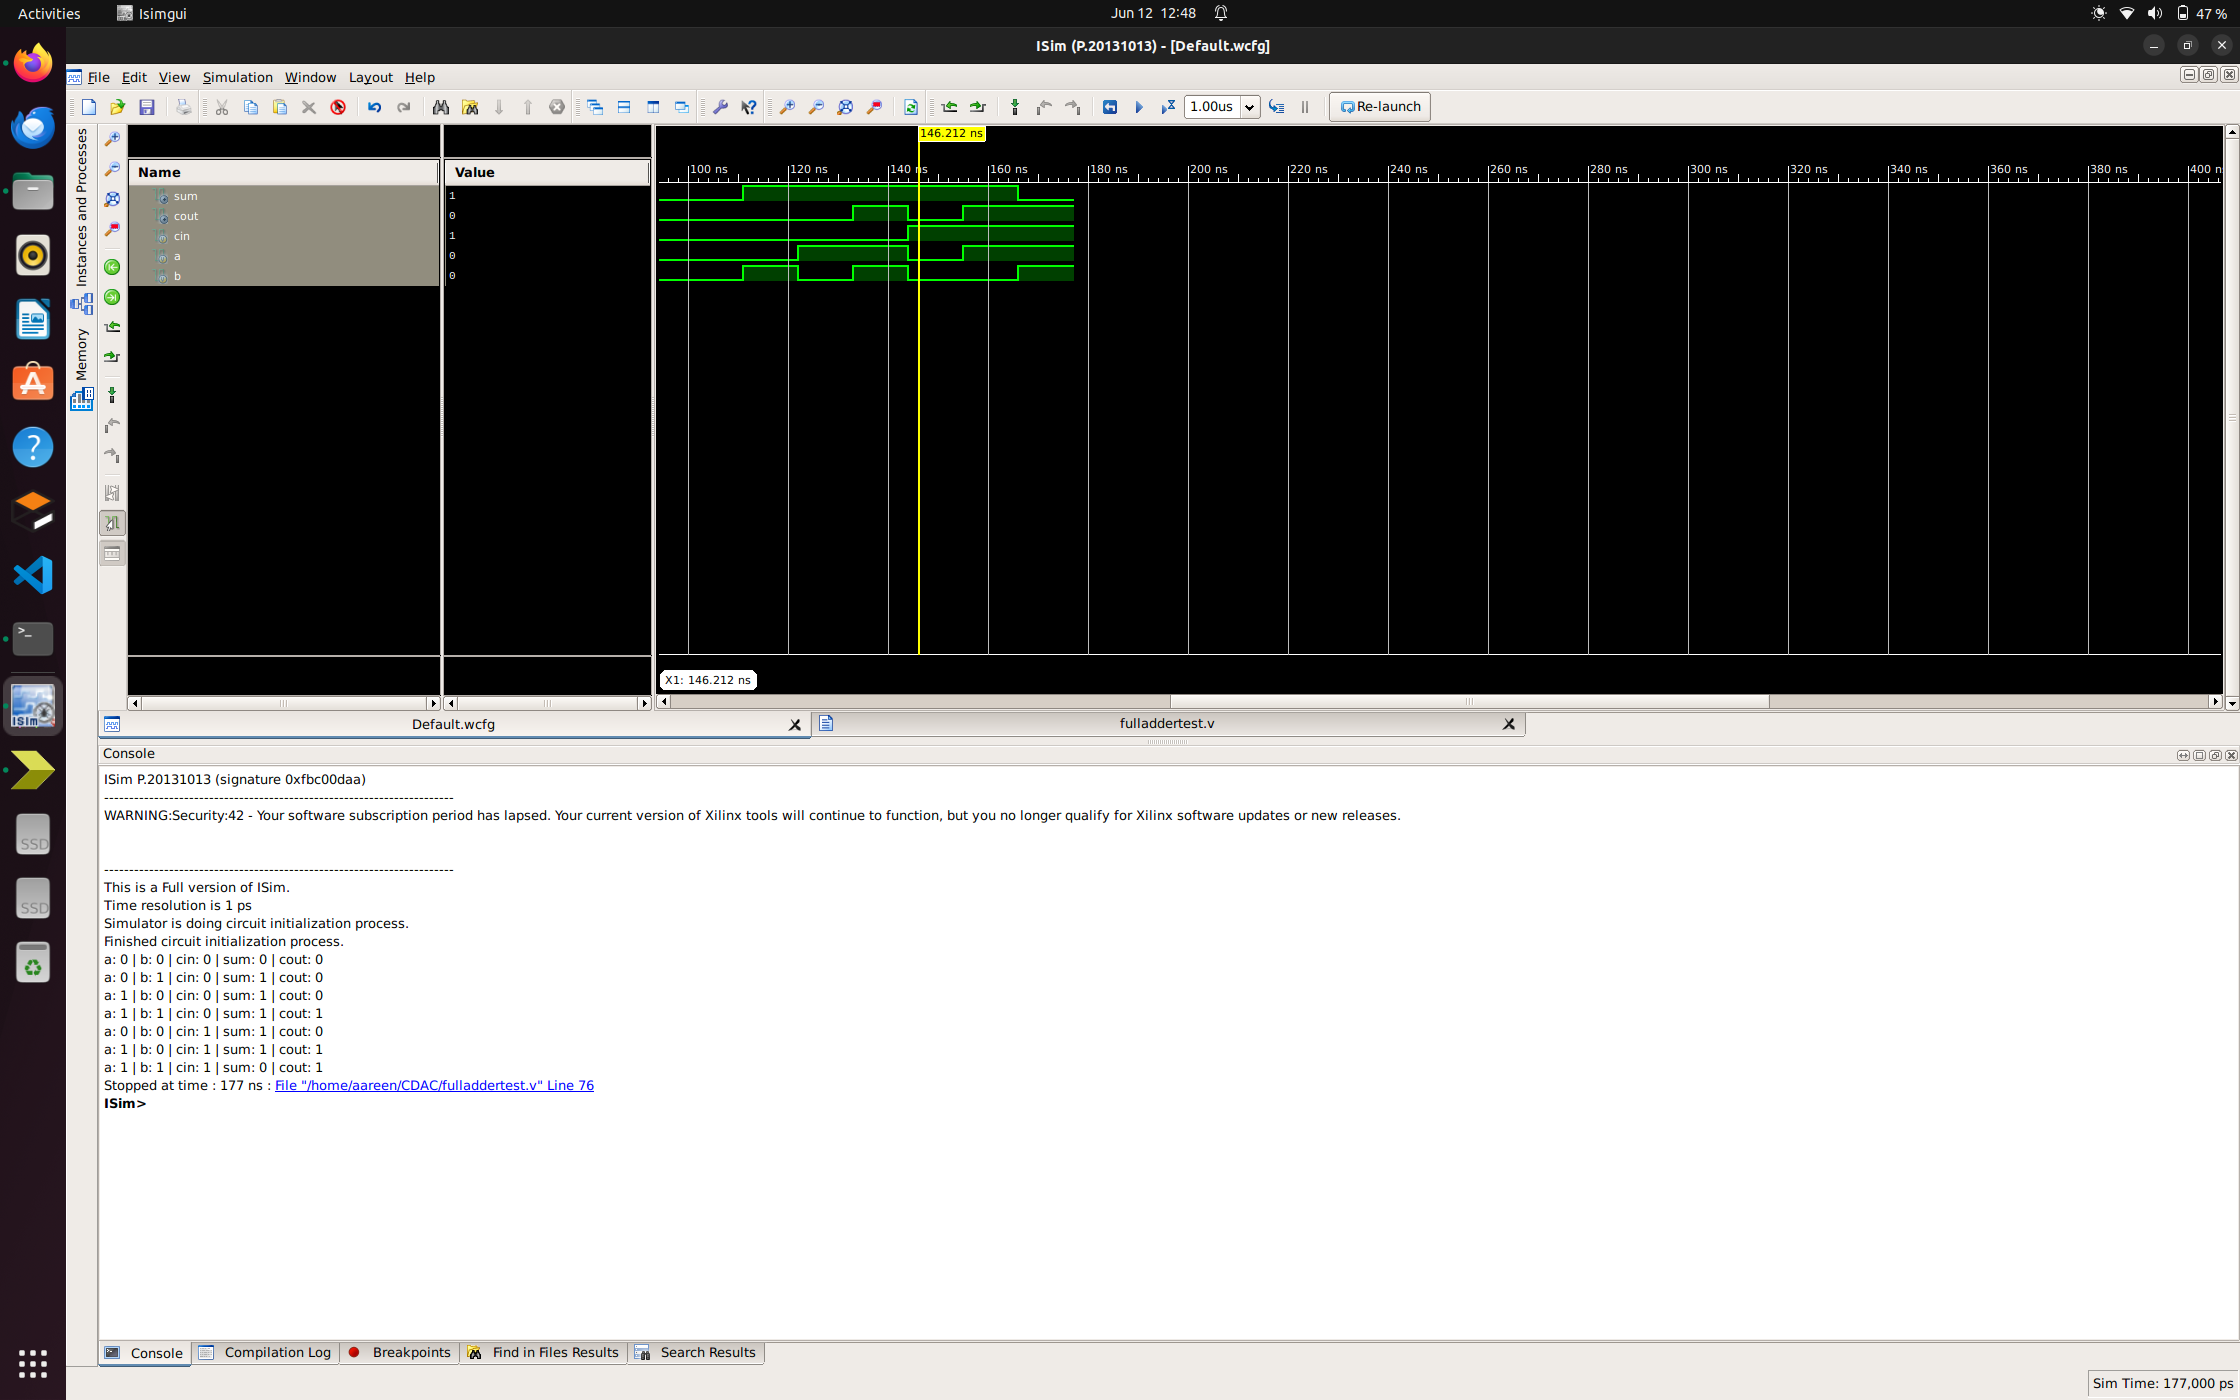 Activities
Isimgui
Jun 12 12:48
47 %
ISim (P.20131013) - [Default.wcfg]
File Edit View Simulation Window Layout Help
1.00us
Re-launch
Instances and Processes
Memory
Name
Value
sum
1
cout
0
cin
1
a
0
b
0
146.212 ns
100 ns 120 ns 140 ns 160 ns 180 ns 200 ns 220 ns 240 ns 260 ns 280 ns 300 ns 320 ns 340 ns 360 ns 380 ns 400 n
X1: 146.212 ns
Default.wcfg
fulladdertest.v
Console
ISim P.20131013 (signature 0xfbc00daa)
----------------------------------------------------------------------
WARNING:Security:42 - Your software subscription period has lapsed. Your current version of Xilinx tools will continue to function, but you no longer qualify for Xilinx software updates or new releases.
----------------------------------------------------------------------
This is a Full version of ISim.
Time resolution is 1 ps
Simulator is doing circuit initialization process.
Finished circuit initialization process.
a: 0 | b: 0 | cin: 0 | sum: 0 | cout: 0
a: 0 | b: 1 | cin: 0 | sum: 1 | cout: 0
a: 1 | b: 0 | cin: 0 | sum: 1 | cout: 0
a: 1 | b: 1 | cin: 0 | sum: 1 | cout: 1
a: 0 | b: 0 | cin: 1 | sum: 1 | cout: 0
a: 1 | b: 0 | cin: 1 | sum: 1 | cout: 1
a: 1 | b: 1 | cin: 1 | sum: 0 | cout: 1
Stopped at time : 177 ns : File "/home/aareen/CDAC/fulladdertest.v" Line 76
ISim>
ISim
SSD
SSD
Console
Compilation Log
Breakpoints
Find in Files Results
Search Results
Sim Time: 177,000 ps